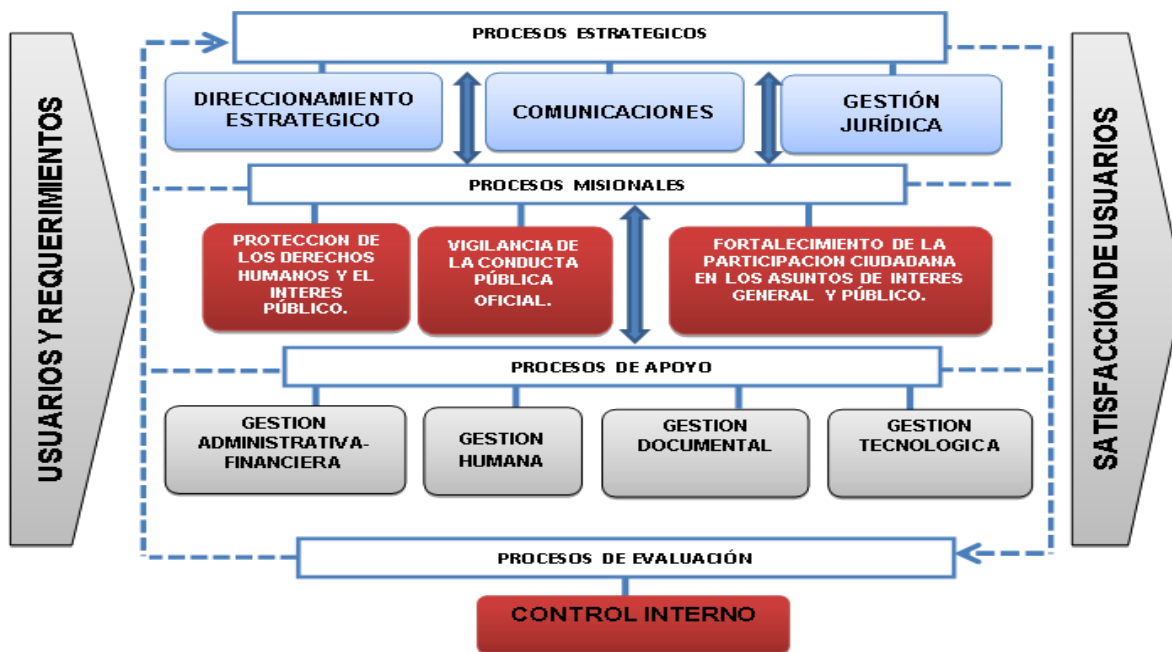 USUARIOS Y REQUERIMIENTOS
PROCESOS ESTRATEGICOS
DIRECCIONAMIENTO
ESTRATEGICO
COMUNICACIONES
GESTIÓN
JURÍDICA
PROCESOS MISIONALES
PROTECCION DE
LOS DERECHOS
HUMANOS Y EL
INTERES
PÚBLICO.
VIGILANCIA DE
LA CONDUCTA
PÚBLICA
OFICIAL.
FORTALECIMIENTO DE LA
PARTICIPACION CIUDADANA
EN LOS ASUNTOS DE INTERES
GENERAL Y PÚBLICO.
PROCESOS DE APOYO
GESTION
ADMINISTRATIVA-
FINANCIERA
GESTION
HUMANA
GESTION
DOCUMENTAL
GESTION
TECNOLOGICA
PROCESOS DE EVALUACIÓN
CONTROL INTERNO
SATISFACCIÓN DE USUARIOS